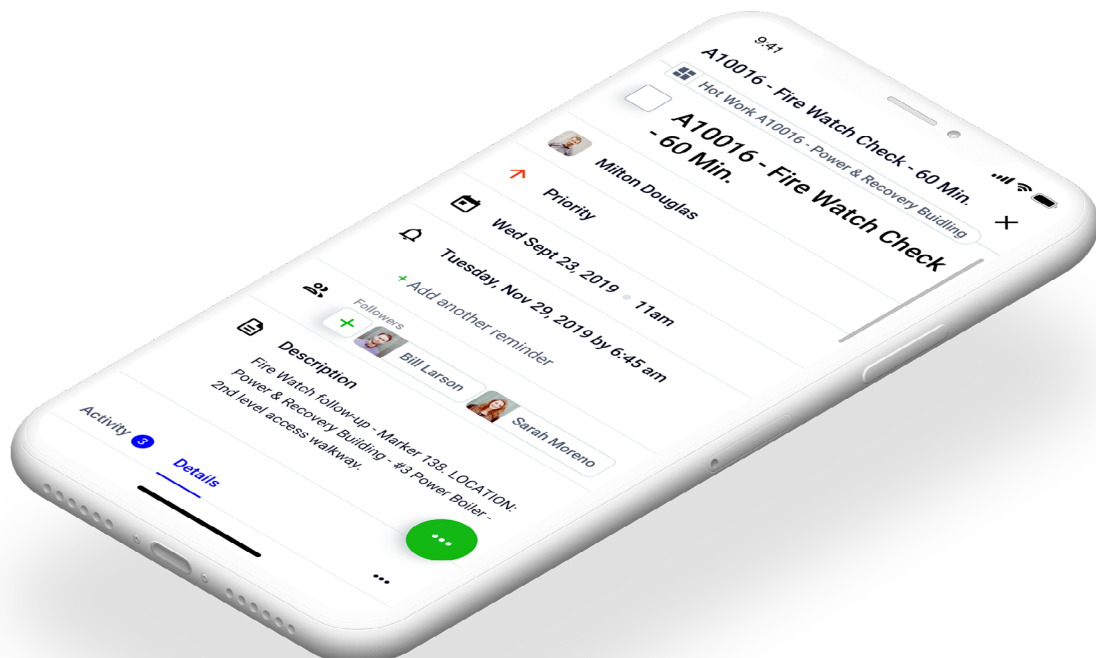 9:41
A10016 - Fire Watch Check - 60 Min.
Hot Work A10016 - Power & Recovery Buidling
A10016 - Fire Watch Check
- 60 Min.
Milton Douglas
Priority
Wed Sept 23, 2019 • 11am
Tuesday, Nov 29, 2019 by 6:45 am
+ Add another reminder
Followers
+ Bill Larson Sarah Moreno
Description
Fire Watch follow-up - Marker 138. LOCATION:
Power & Recovery Building - #3 Power Boiler -
2nd level access walkway.
Activity 3
Details